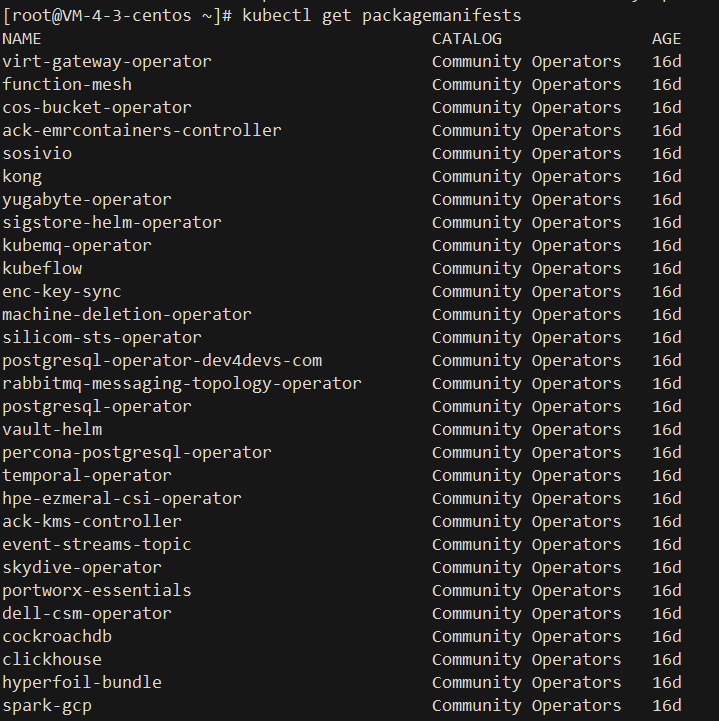 [root@VM-4-3-centos ~]# kubectl get packagemanifests
NAME CATALOG AGE
virt-gateway-operator Community Operators 16d
function-mesh Community Operators 16d
cos-bucket-operator Community Operators 16d
ack-emrcontainers-controller Community Operators 16d
sosivio Community Operators 16d
kong Community Operators 16d
yugabyte-operator Community Operators 16d
sigstore-helm-operator Community Operators 16d
kubemq-operator Community Operators 16d
kubeflow Community Operators 16d
enc-key-sync Community Operators 16d
machine-deletion-operator Community Operators 16d
silicom-sts-operator Community Operators 16d
postgresql-operator-dev4devs-com Community Operators 16d
rabbitmq-messaging-topology-operator Community Operators 16d
postgresql-operator Community Operators 16d
vault-helm Community Operators 16d
percona-postgresql-operator Community Operators 16d
temporal-operator Community Operators 16d
hpe-ezmeral-csi-operator Community Operators 16d
ack-kms-controller Community Operators 16d
event-streams-topic Community Operators 16d
skydive-operator Community Operators 16d
portworx-essentials Community Operators 16d
dell-csm-operator Community Operators 16d
cockroachdb Community Operators 16d
clickhouse Community Operators 16d
hyperfoil-bundle Community Operators 16d
spark-gcp Community Operators 16d